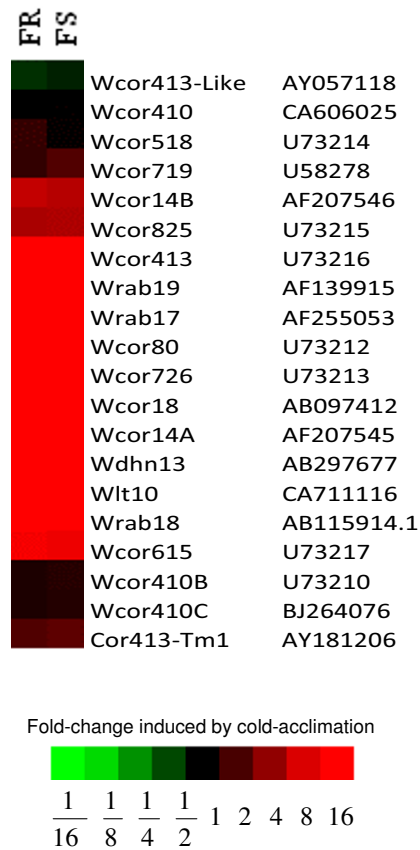 FR FS
Wcor413-Like AY057118
Wcor410 CA606025
Wcor518 U73214
Wcor719 U58278
Wcor14B AF207546
Wcor825 U73215
Wcor413 U73216
Wrab19 AF139915
Wrab17 AF255053
Wcor80 U73212
Wcor726 U73213
Wcor18 AB097412
Wcor14A AF207545
Wdhn13 AB297677
Wlt10 CA711116
Wrab18 AB115914.1
Wcor615 U73217
Wcor410B U73210
Wcor410C BJ264076
Cor413-Tm1 AY181206
Fold-change induced by cold-acclimation
1/16 1/8 1/4 1/2 1 2 4 8 16